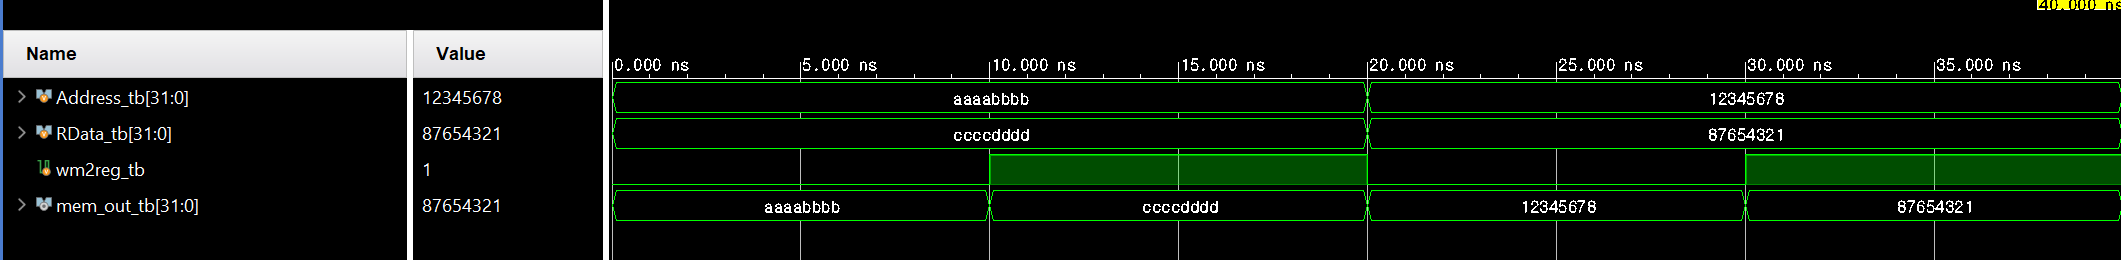 40.000 ns
Name Value
0.000 ns 5.000 ns 10.000 ns 15.000 ns 20.000 ns 25.000 ns 30.000 ns 35.000 ns
Address_tb[31:0] 12345678 aaaabbbb 12345678
RData_tb[31:0] 87654321 ccccdddd 87654321
wm2reg_tb 1
mem_out_tb[31:0] 87654321 aaaabbbb ccccdddd 12345678 87654321